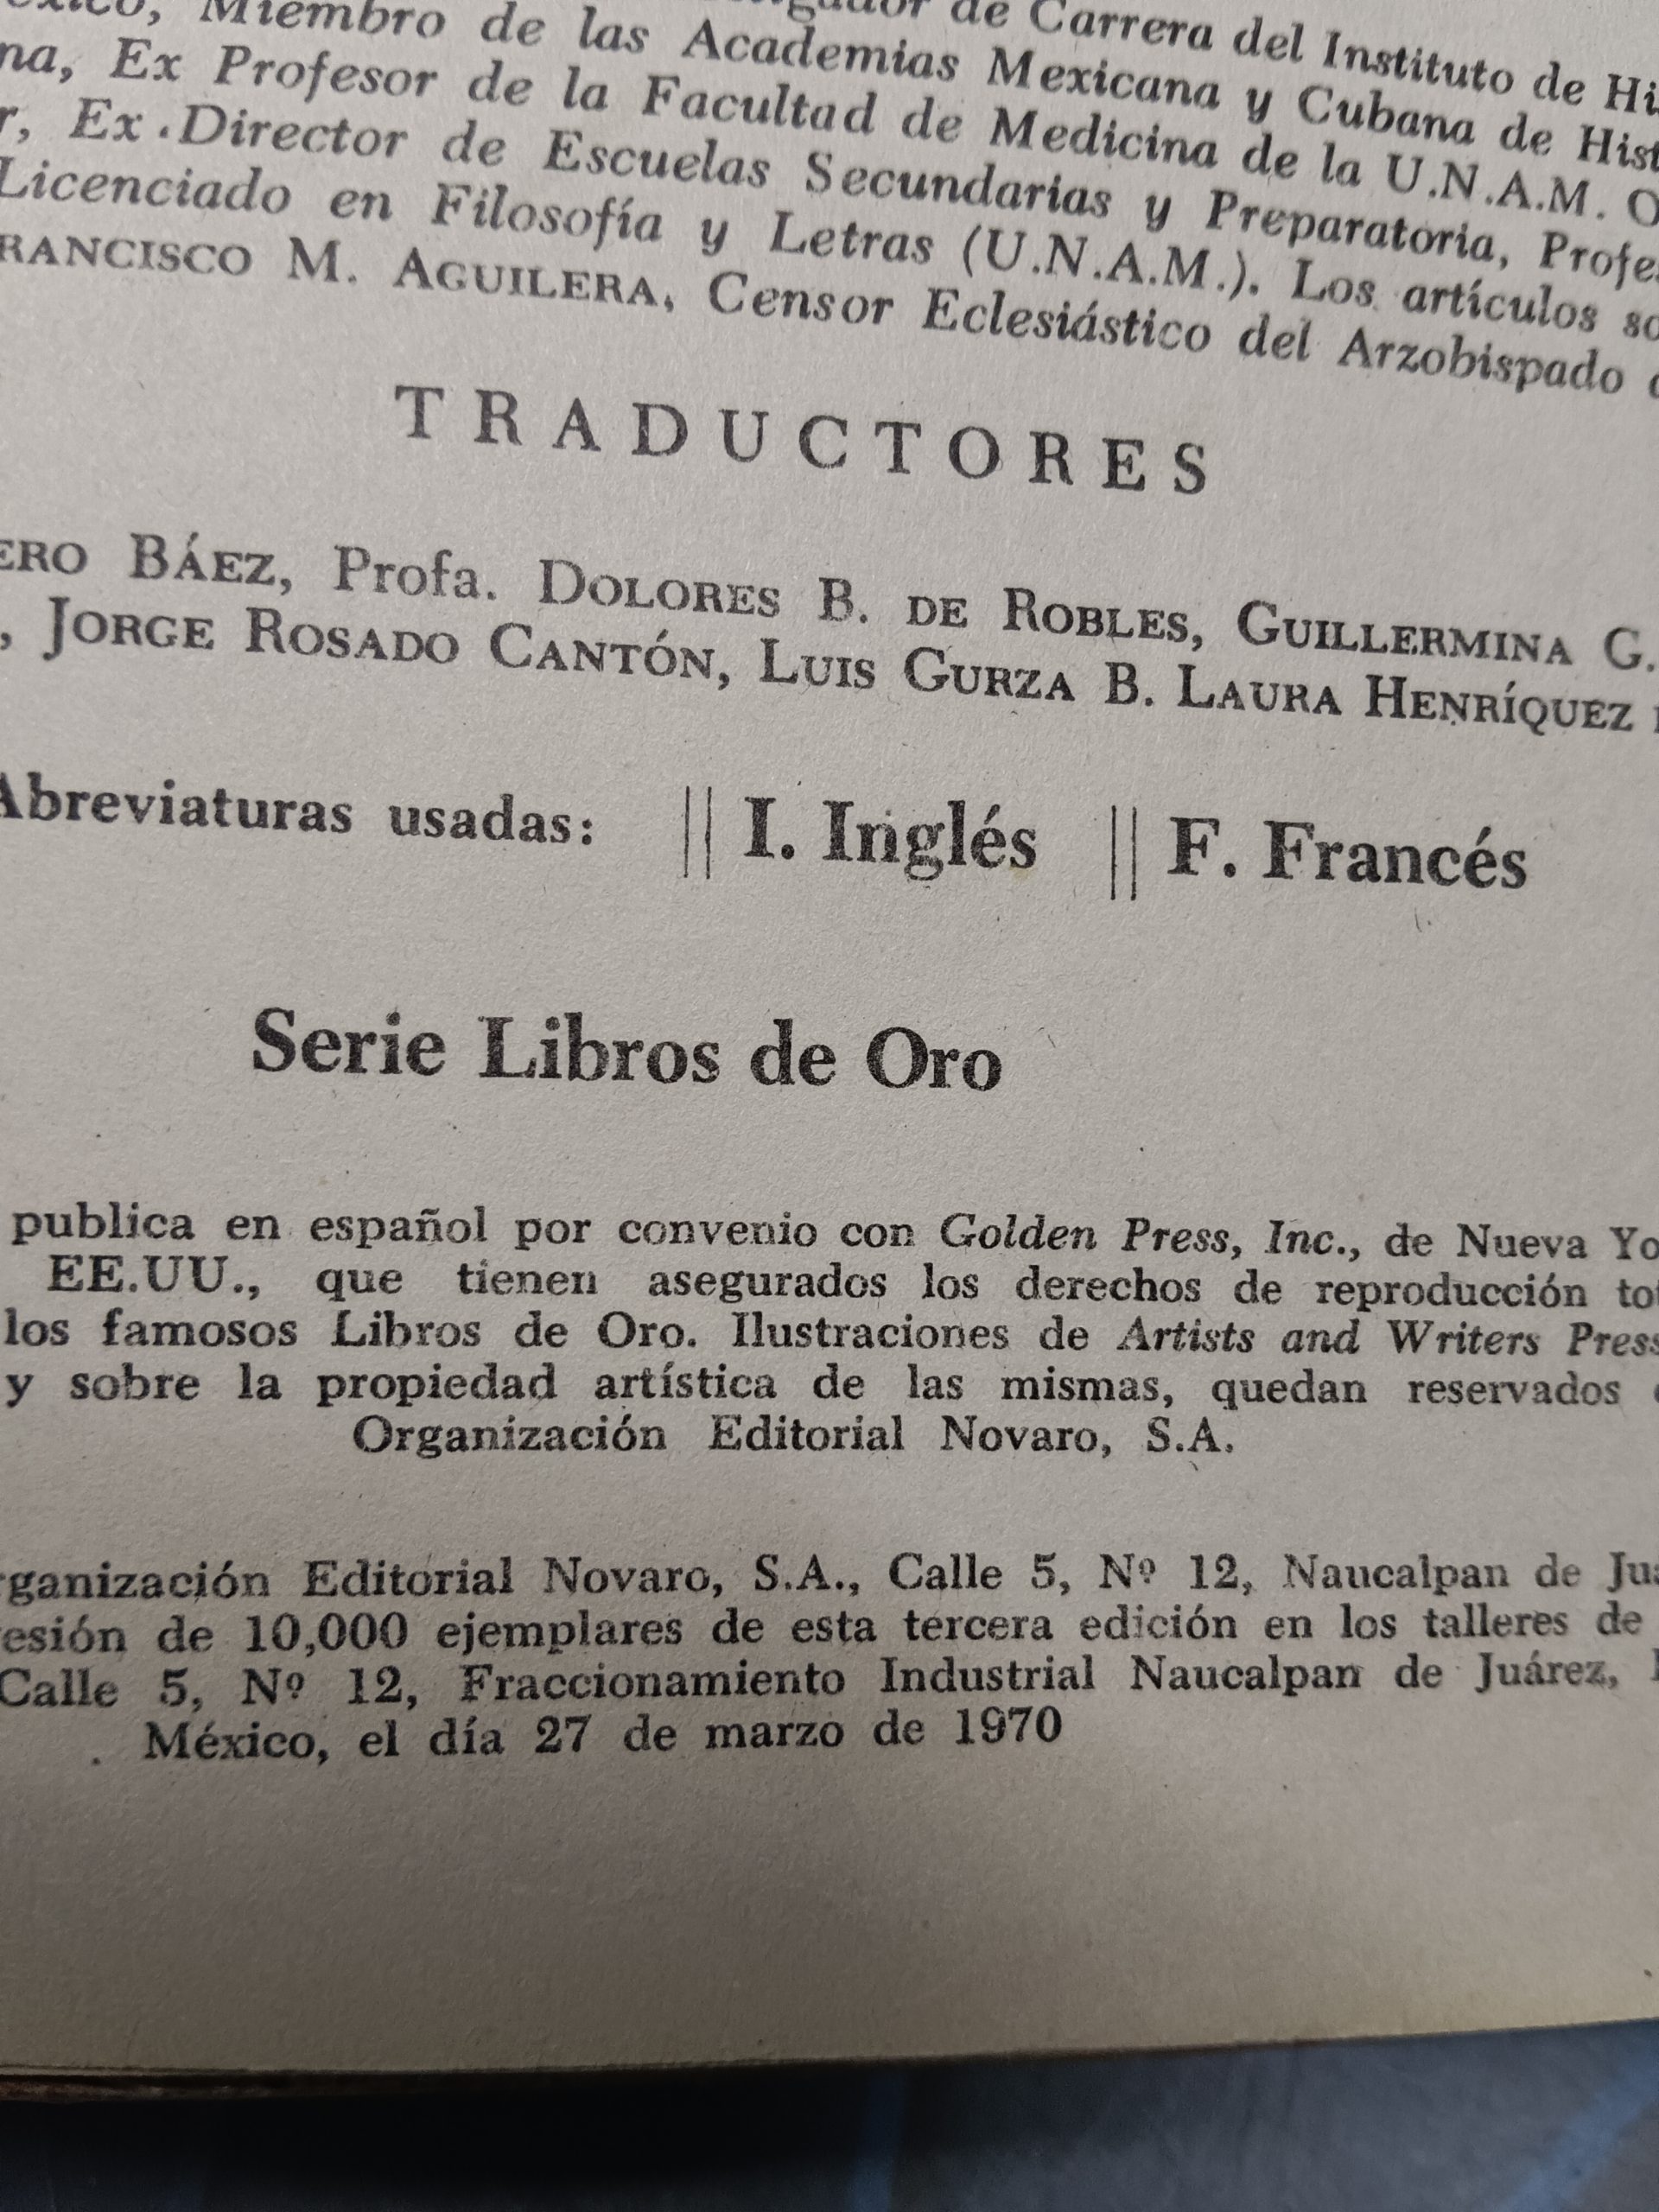 Miembro de las Academias Mexicana y Cubana de
de Carrera del Instituto de
Ex Profesor de la Facultad de Medicina de la U.N.A.M.
Ex Director de Escuelas Secundarias y Preparatoria,
Licenciado en Filosofía y Letras (U.N.A.M.). Los artículos
M. AGUILERA, Censor Eclesiástico del Arzobispado
TRADUCTORES
BÁEZ, Profa. DOLORES B. DE ROBLES, GUILLERMINA G.
, JORGE ROSADO CANTÓN, LUIS GURZA B. LAURA HENRÍQUEZ
Abreviaturas usadas: || I. Inglés || F. Francés
Serie Libros de Oro
publica en español por convenio con Golden Press, Inc., de Nueva
EE.UU., que tienen asegurados los derechos de reproducción
los famosos Libros de Oro. Ilustraciones de Artists and Writers Press
y sobre la propiedad artística de las mismas, quedan reservados
Organización Editorial Novaro, S.A.
rganización Editorial Novaro, S.A., Calle 5, Nº 12, Naucalpan de
esión de 10,000 ejemplares de esta tercera edición en los talleres de
Calle 5, Nº 12, Fraccionamiento Industrial Naucalpan de Juárez,
México, el día 27 de marzo de 1970